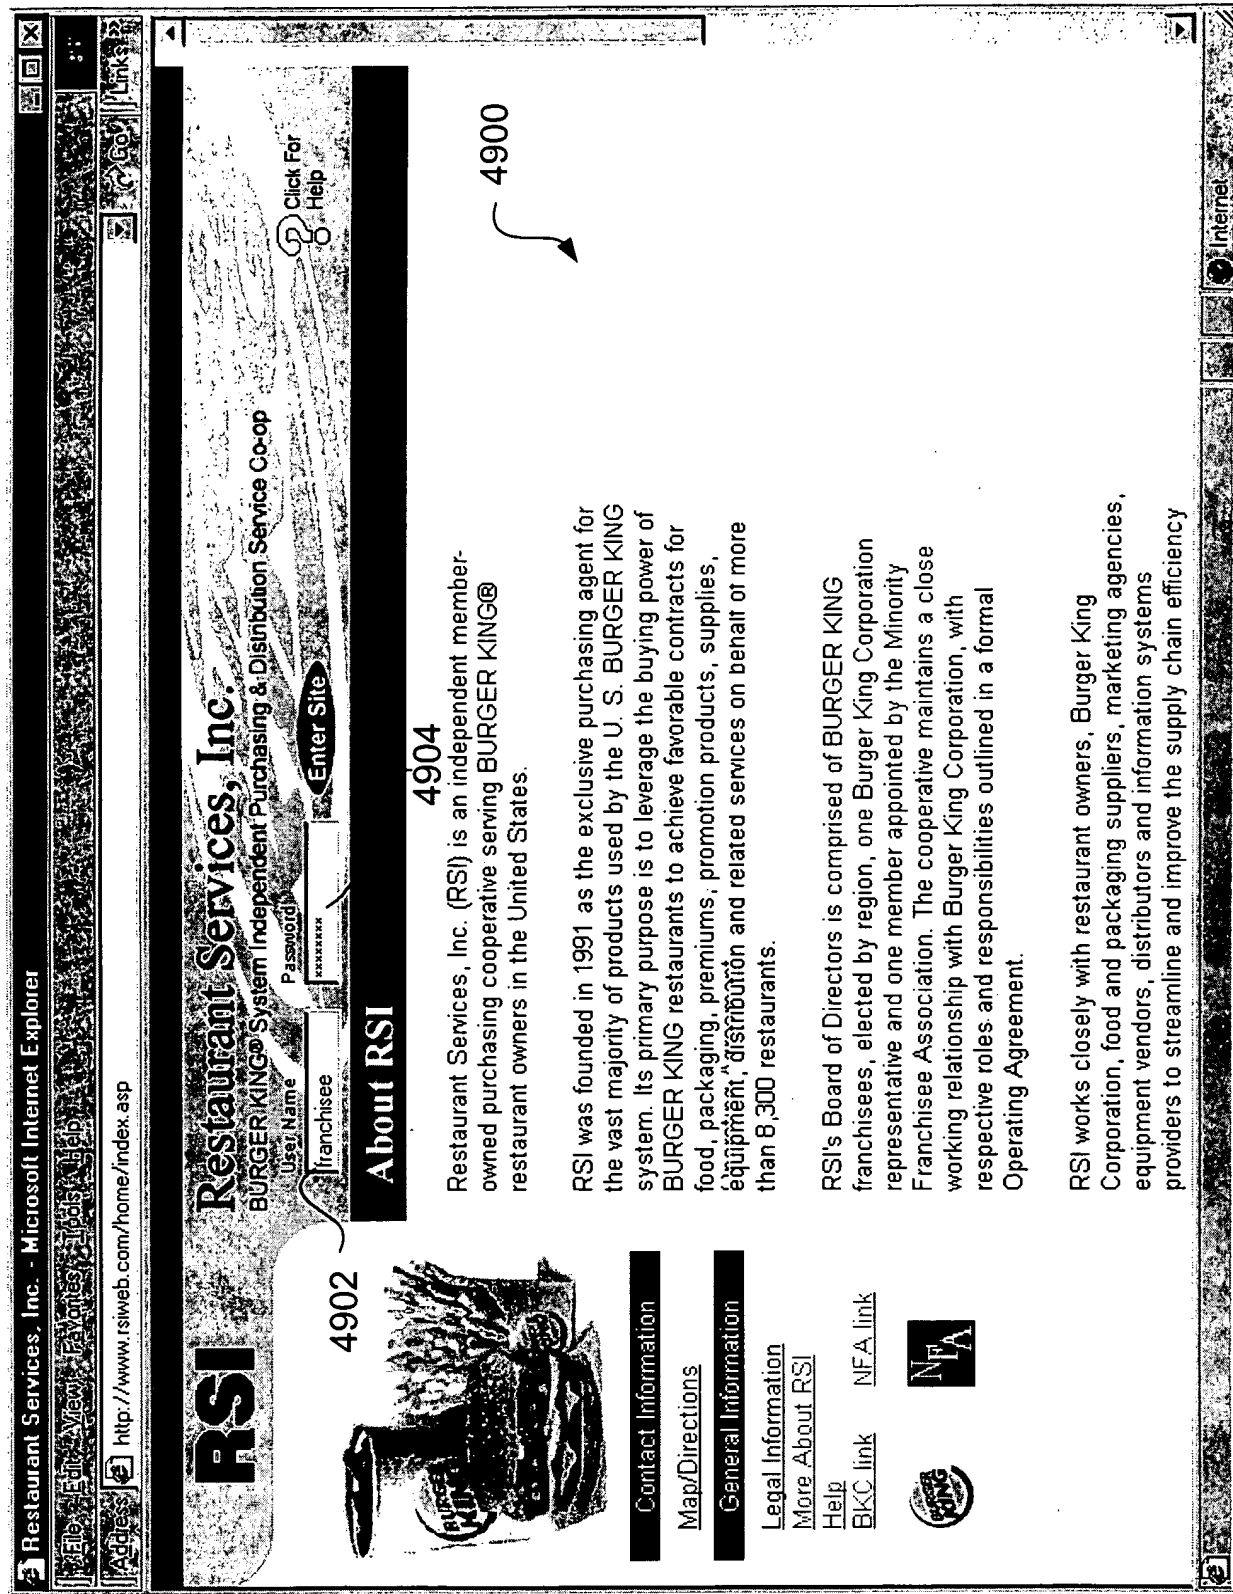 Restaurant Services, Inc. - Microsoft Internet Explorer
File Edit View Favorites Tools Help
Address http://www.rsiweb.com/home/index.asp Go Links »
RSI
Restaurant Services, Inc.
BURGER KING® System Independent Purchasing & Distribution Service Co-op
User Name Password
franchisee xxxxxxxx Enter Site
Click For
Help
4902
4904
4900
About RSI
BURGER
KING
Contact Information
Map/Directions
General Information
Legal Information
More About RSI
Help
BKC link NFA link
BURGER
KING
NFA
Restaurant Services, Inc. (RSI) is an independent member-
owned purchasing cooperative serving BURGER KING®
restaurant owners in the United States.
RSI was founded in 1991 as the exclusive purchasing agent for
the vast majority of products used by the U. S. BURGER KING
system. Its primary purpose is to leverage the buying power of
BURGER KING restaurants to achieve favorable contracts for
food, packaging, premiums, promotion products, supplies,
equipment, distribution and related services on behalf of more
than 8,300 restaurants.
RSI's Board of Directors is comprised of BURGER KING
franchisees, elected by region, one Burger King Corporation
representative and one member appointed by the Minority
Franchisee Association. The cooperative maintains a close
working relationship with Burger King Corporation, with
respective roles and responsibilities outlined in a formal
Operating Agreement.
RSI works closely with restaurant owners, Burger King
Corporation, food and packaging suppliers, marketing agencies,
equipment vendors, distributors and information systems
providers to streamline and improve the supply chain efficiency
Internet